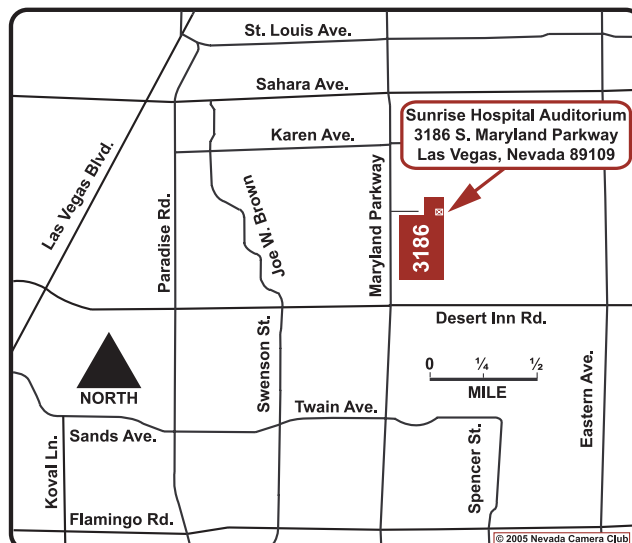 St. Louis Ave.
Sahara Ave.
Sunrise Hospital Auditorium
3186 S. Maryland Parkway
Las Vegas, Nevada 89109
Karen Ave.
Las Vegas Blvd.
Paradise Rd.
Joe W. Brown
Maryland Parkway
3186
Desert Inn Rd.
Swenson St.
0 ¼ ½
MILE
NORTH
Eastern Ave.
Twain Ave.
Sands Ave.
Koval Ln.
Spencer St.
Flamingo Rd.
© 2005 Nevada Camera Club